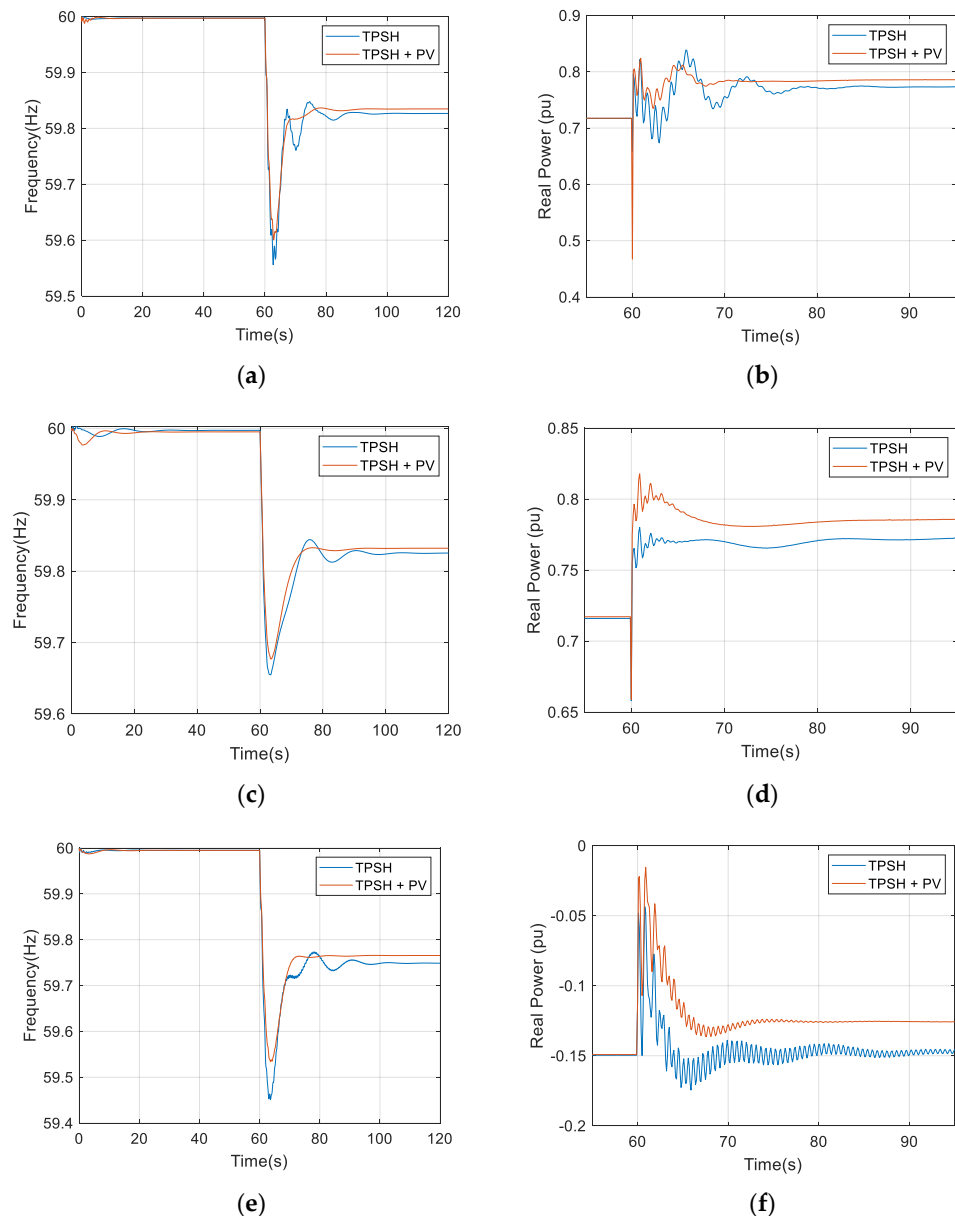 60
59.9
59.8
59.7
59.6
59.5
0 20 40 60 80 100 120
Frequency(Hz)
Time(s)
TPSH
TPSH + PV
(a)
0.9
0.8
0.7
0.6
0.5
0.4
60 70 80 90
Real Power (pu)
Time(s)
TPSH
TPSH + PV
(b)
60
59.9
59.8
59.7
59.6
0 20 40 60 80 100 120
Frequency(Hz)
Time(s)
TPSH
TPSH + PV
(c)
0.85
0.8
0.75
0.7
0.65
60 70 80 90
Real Power (pu)
Time(s)
TPSH
TPSH + PV
(d)
60
59.9
59.8
59.7
59.6
59.5
59.4
0 20 40 60 80 100 120
Frequency(Hz)
Time(s)
TPSH
TPSH + PV
(e)
0
-0.05
-0.1
-0.15
-0.2
60 70 80 90
Real Power (pu)
Time(s)
TPSH
TPSH + PV
(f)